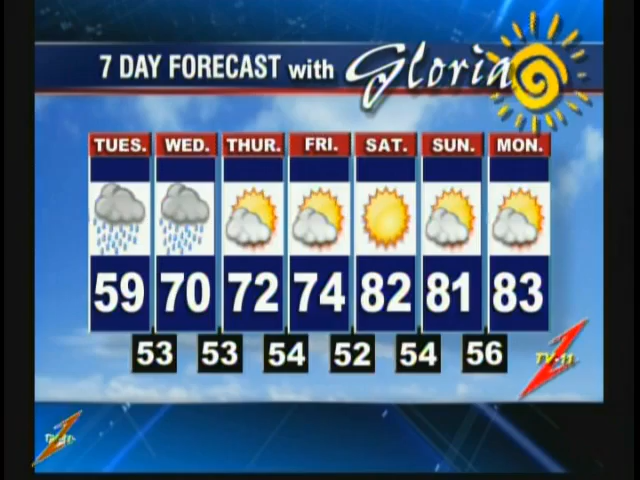 7 DAY FORECAST with Gloria
TUES. WED. THUR. FRI. SAT. SUN. MON.
59 70 72 74 82 81 83
53 53 54 52 54 56
TV-11